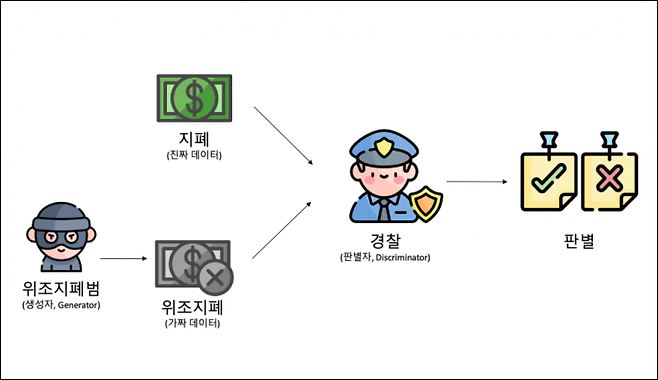 지폐
(진짜 데이터)
위조지폐범
(생성자, Generator)
위조지폐
(가짜 데이터)
경찰
(판별자, Discriminator)
판별